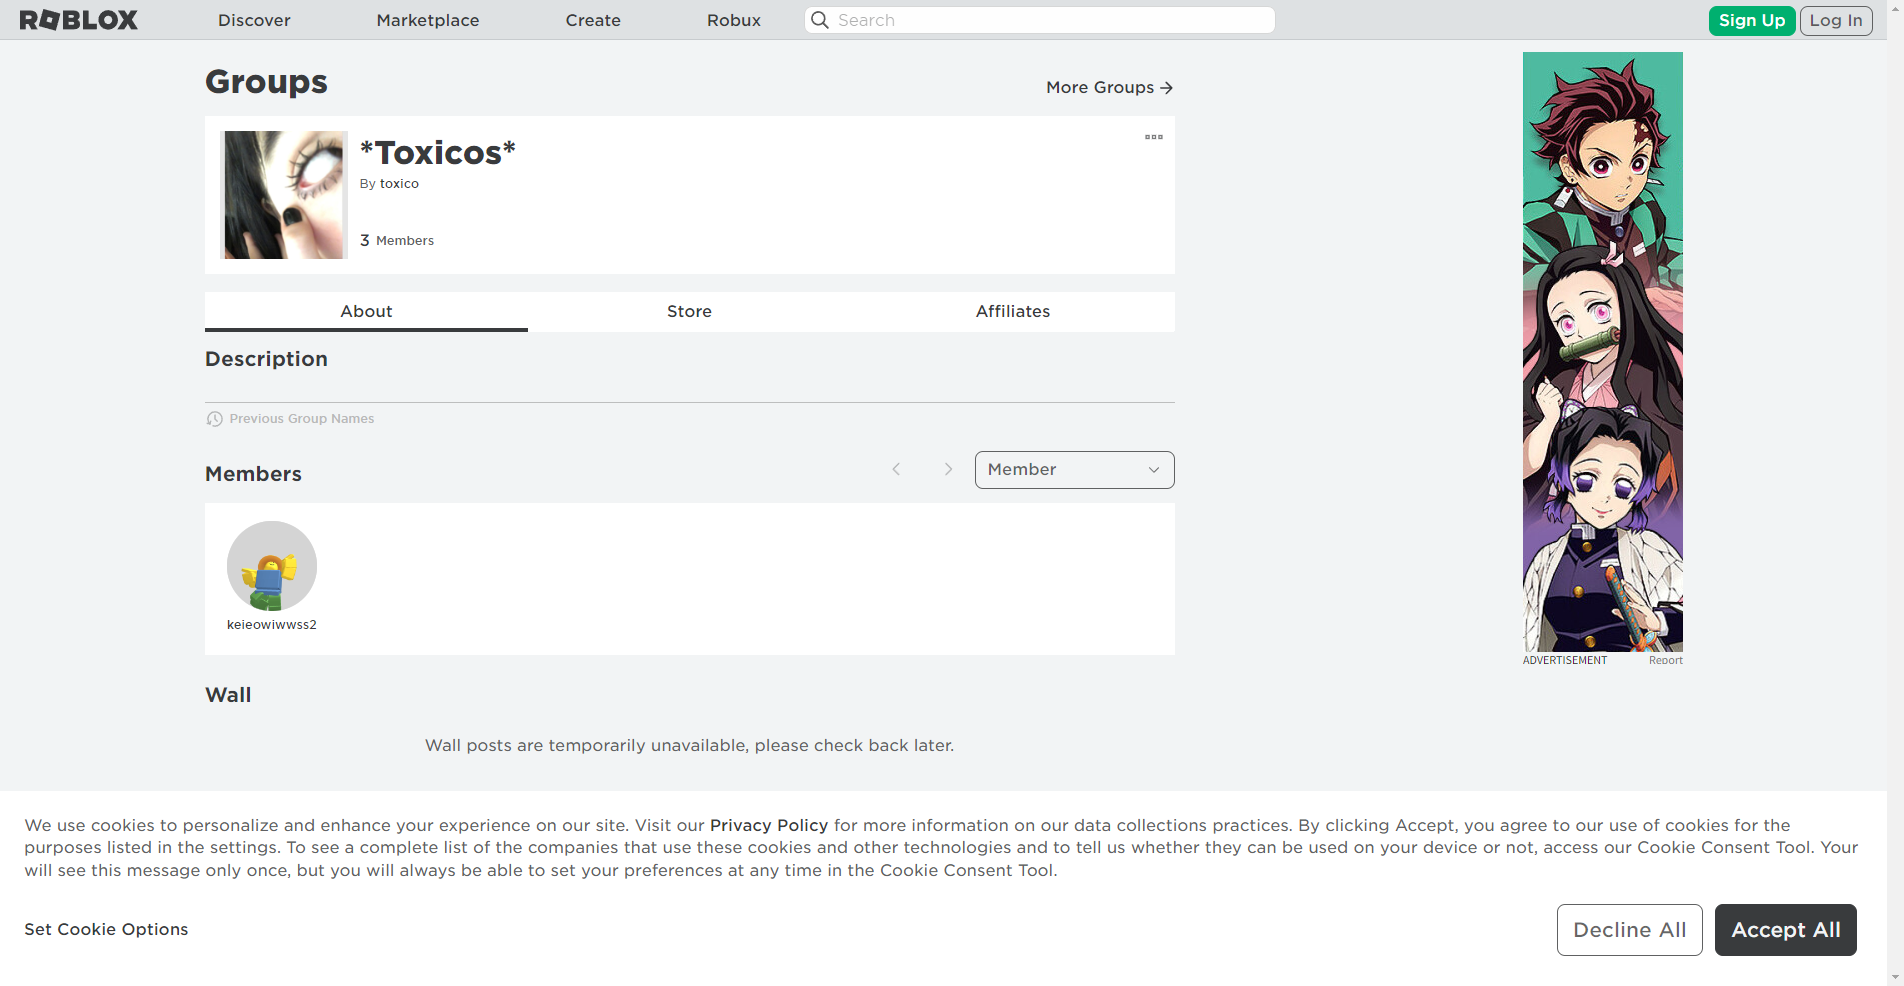 ROBLOX
Discover
Marketplace
Create
Robux
Search
Sign Up
Log In
Groups
More Groups
*Toxicos*
By toxico
3 Members
About
Store
Affiliates
Description
Previous Group Names
Members
Member
keieowiwwss2
Wall
Wall posts are temporarily unavailable, please check back later.
ADVERTISEMENT
Report
We use cookies to personalize and enhance your experience on our site. Visit our Privacy Policy for more information on our data collections practices. By clicking Accept, you agree to our use of cookies for the
purposes listed in the settings. To see a complete list of the companies that use these cookies and other technologies and to tell us whether they can be used on your device or not, access our Cookie Consent Tool. Your
will see this message only once, but you will always be able to set your preferences at any time in the Cookie Consent Tool.
Set Cookie Options
Decline All
Accept All